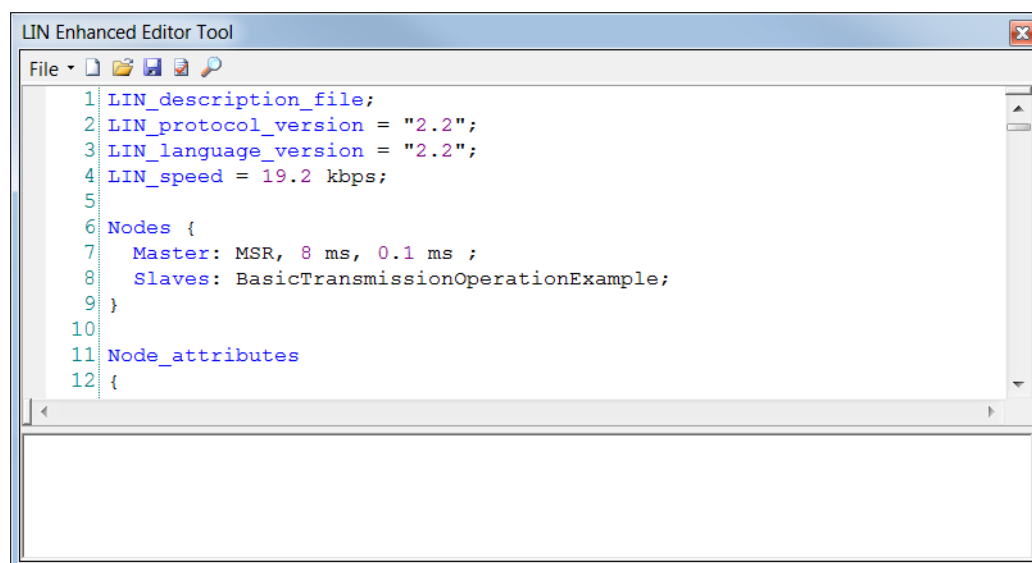 LIN Enhanced Editor Tool
File
1 LIN_description_file;
2 LIN_protocol_version = "2.2";
3 LIN_language_version = "2.2";
4 LIN_speed = 19.2 kbps;
5
6 Nodes {
7 Master: MSR, 8 ms, 0.1 ms ;
8 Slaves: BasicTransmissionOperationExample;
9 }
10
11 Node_attributes
12 {